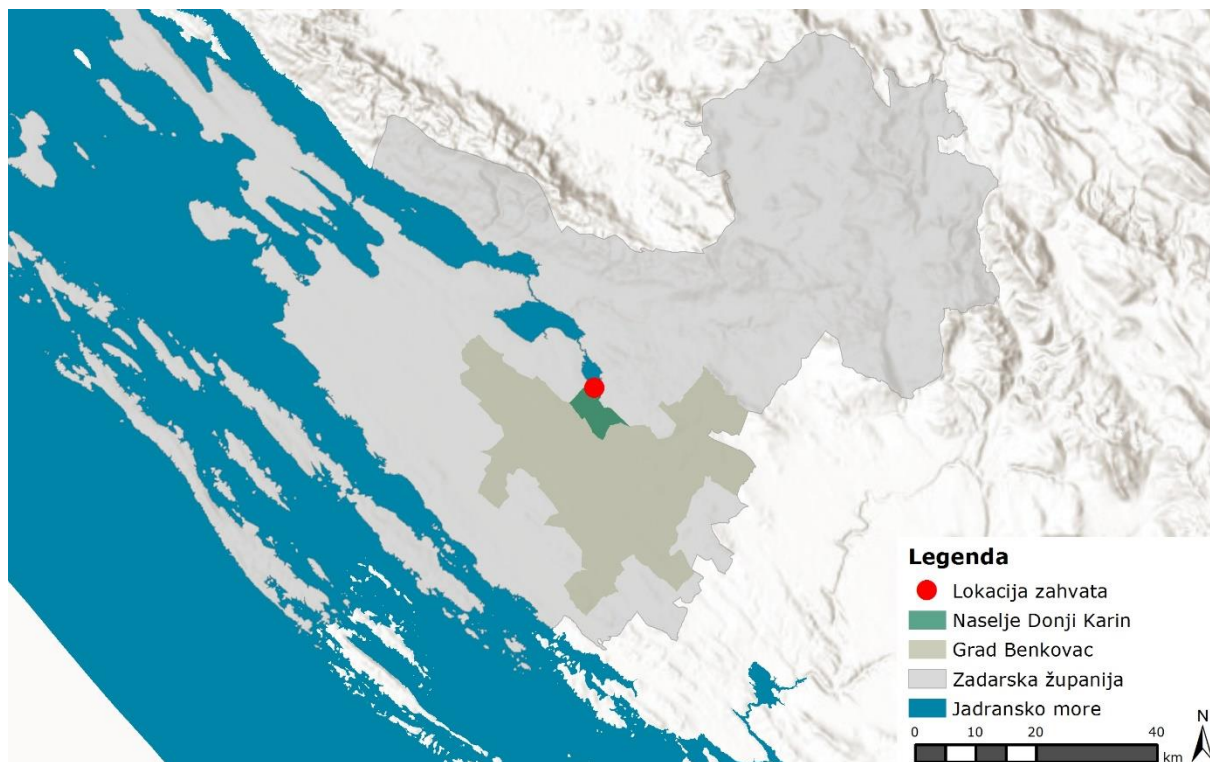 Legenda
Lokacija zahvata
Naselje Donji Karin
Grad Benkovac
Zadarska županija
Jadransko more
0 10 20 40
km
N